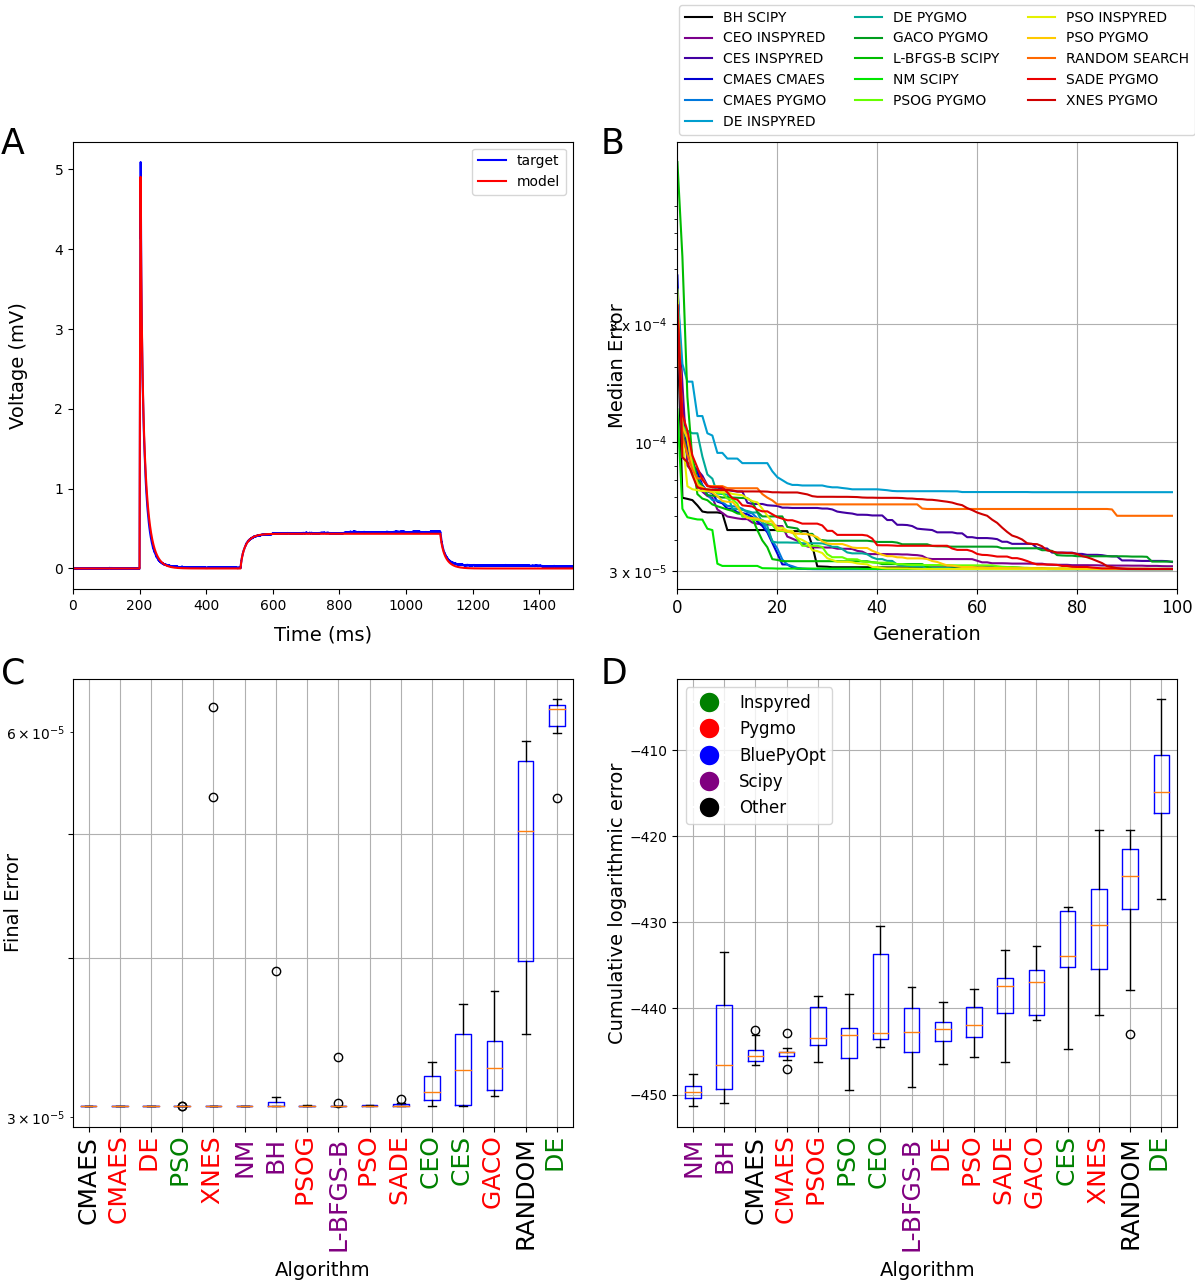 BH SCIPY
CEO INSPYRED
CES INSPYRED
CMAES CMAES
CMAES PYGMO
DE INSPYRED
DE PYGMO
GACO PYGMO
L-BFGS-B SCIPY
NM SCIPY
PSOG PYGMO
PSO INSPYRED
PSO PYGMO
RANDOM SEARCH
SADE PYGMO
XNES PYGMO
A
target
model
5
4
3
2
1
0
Voltage (mV)
0 200 400 600 800 1000 1200 1400
Time (ms)
B
3 × 10⁻⁴
10⁻⁴
3 × 10⁻⁵
Median Error
0 20 40 60 80 100
Generation
C
6 × 10⁻⁵
3 × 10⁻⁵
Final Error
CMAES
CMAES
DE
PSO
XNES
NM
BH
PSOG
L-BFGS-B
PSO
SADE
CEO
CES
GACO
RANDOM
DE
Algorithm
D
Inspyred
Pygmo
BluePyOpt
Scipy
Other
−410
−420
−430
−440
−450
Cumulative logarithmic error
NM
BH
CMAES
CMAES
PSOG
PSO
CEO
L-BFGS-B
DE
PSO
SADE
GACO
CES
XNES
RANDOM
DE
Algorithm